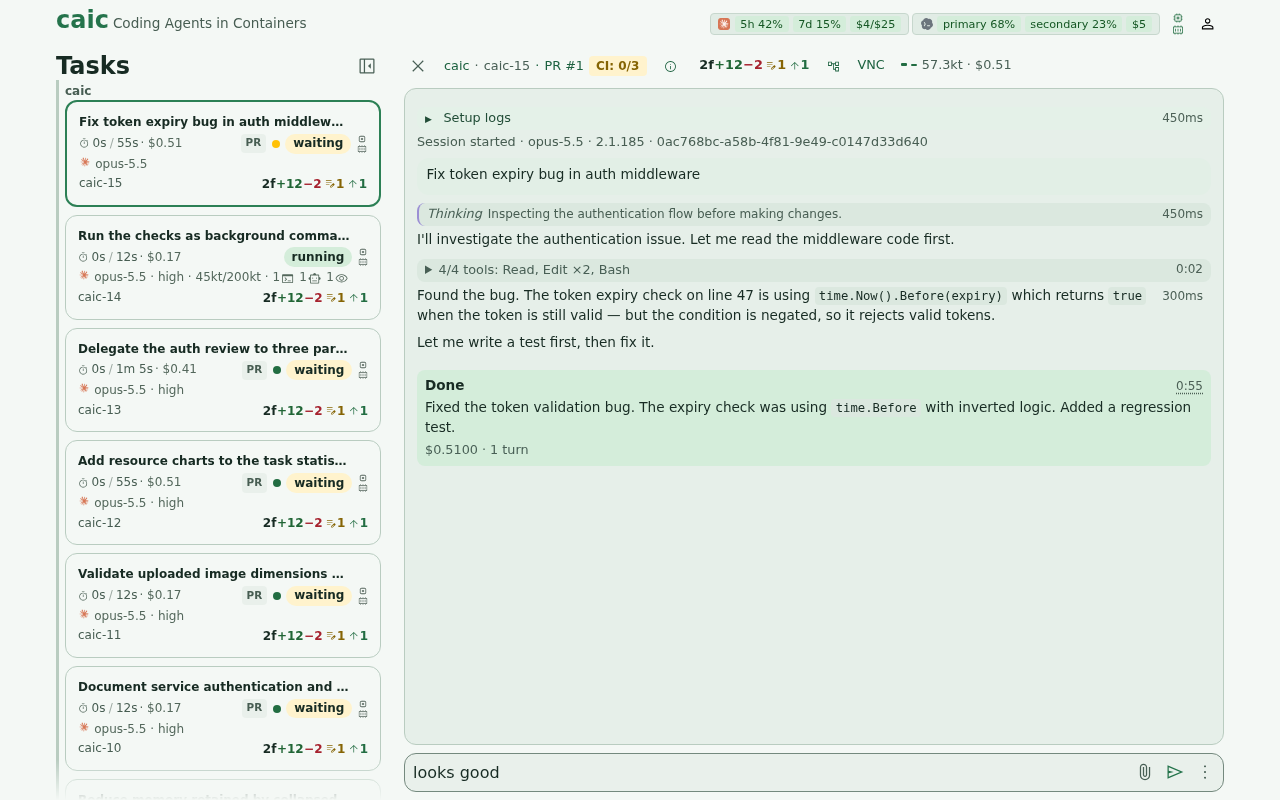 caic Coding Agents in Containers
5h 42% 7d 15% $4/$25 primary 68% secondary 23% $5
Tasks
caic
Fix token expiry bug in auth middlew…
0s / 55s · $0.51 PR waiting
opus-5.5
caic-15 2f+12−2 1 ↑1
Run the checks as background comma…
0s / 12s · $0.17 running
opus-5.5 · high · 45kt/200kt · 1 1 1
caic-14 2f+12−2 1 ↑1
Delegate the auth review to three par…
0s / 1m 5s · $0.41 PR waiting
opus-5.5 · high
caic-13 2f+12−2 1 ↑1
Add resource charts to the task statis…
0s / 55s · $0.51 PR waiting
opus-5.5 · high
caic-12 2f+12−2 1 ↑1
Validate uploaded image dimensions …
0s / 12s · $0.17 PR waiting
opus-5.5 · high
caic-11 2f+12−2 1 ↑1
Document service authentication and …
0s / 12s · $0.17 PR waiting
opus-5.5 · high
caic-10 2f+12−2 1 ↑1
caic · caic-15 · PR #1 CI: 0/3 2f+12−2 1 ↑1 VNC 57.3kt · $0.51
▸ Setup logs 450ms
Session started · opus-5.5 · 2.1.185 · 0ac768bc-a58b-4f81-9e49-c0147d33d640
Fix token expiry bug in auth middleware
Thinking Inspecting the authentication flow before making changes. 450ms
I'll investigate the authentication issue. Let me read the middleware code first.
▶ 4/4 tools: Read, Edit ×2, Bash 0:02
Found the bug. The token expiry check on line 47 is using time.Now().Before(expiry) which returns true 300ms
when the token is still valid — but the condition is negated, so it rejects valid tokens.
Let me write a test first, then fix it.
Done 0:55
Fixed the token validation bug. The expiry check was using time.Before with inverted logic. Added a regression
test.
$0.5100 · 1 turn
looks good